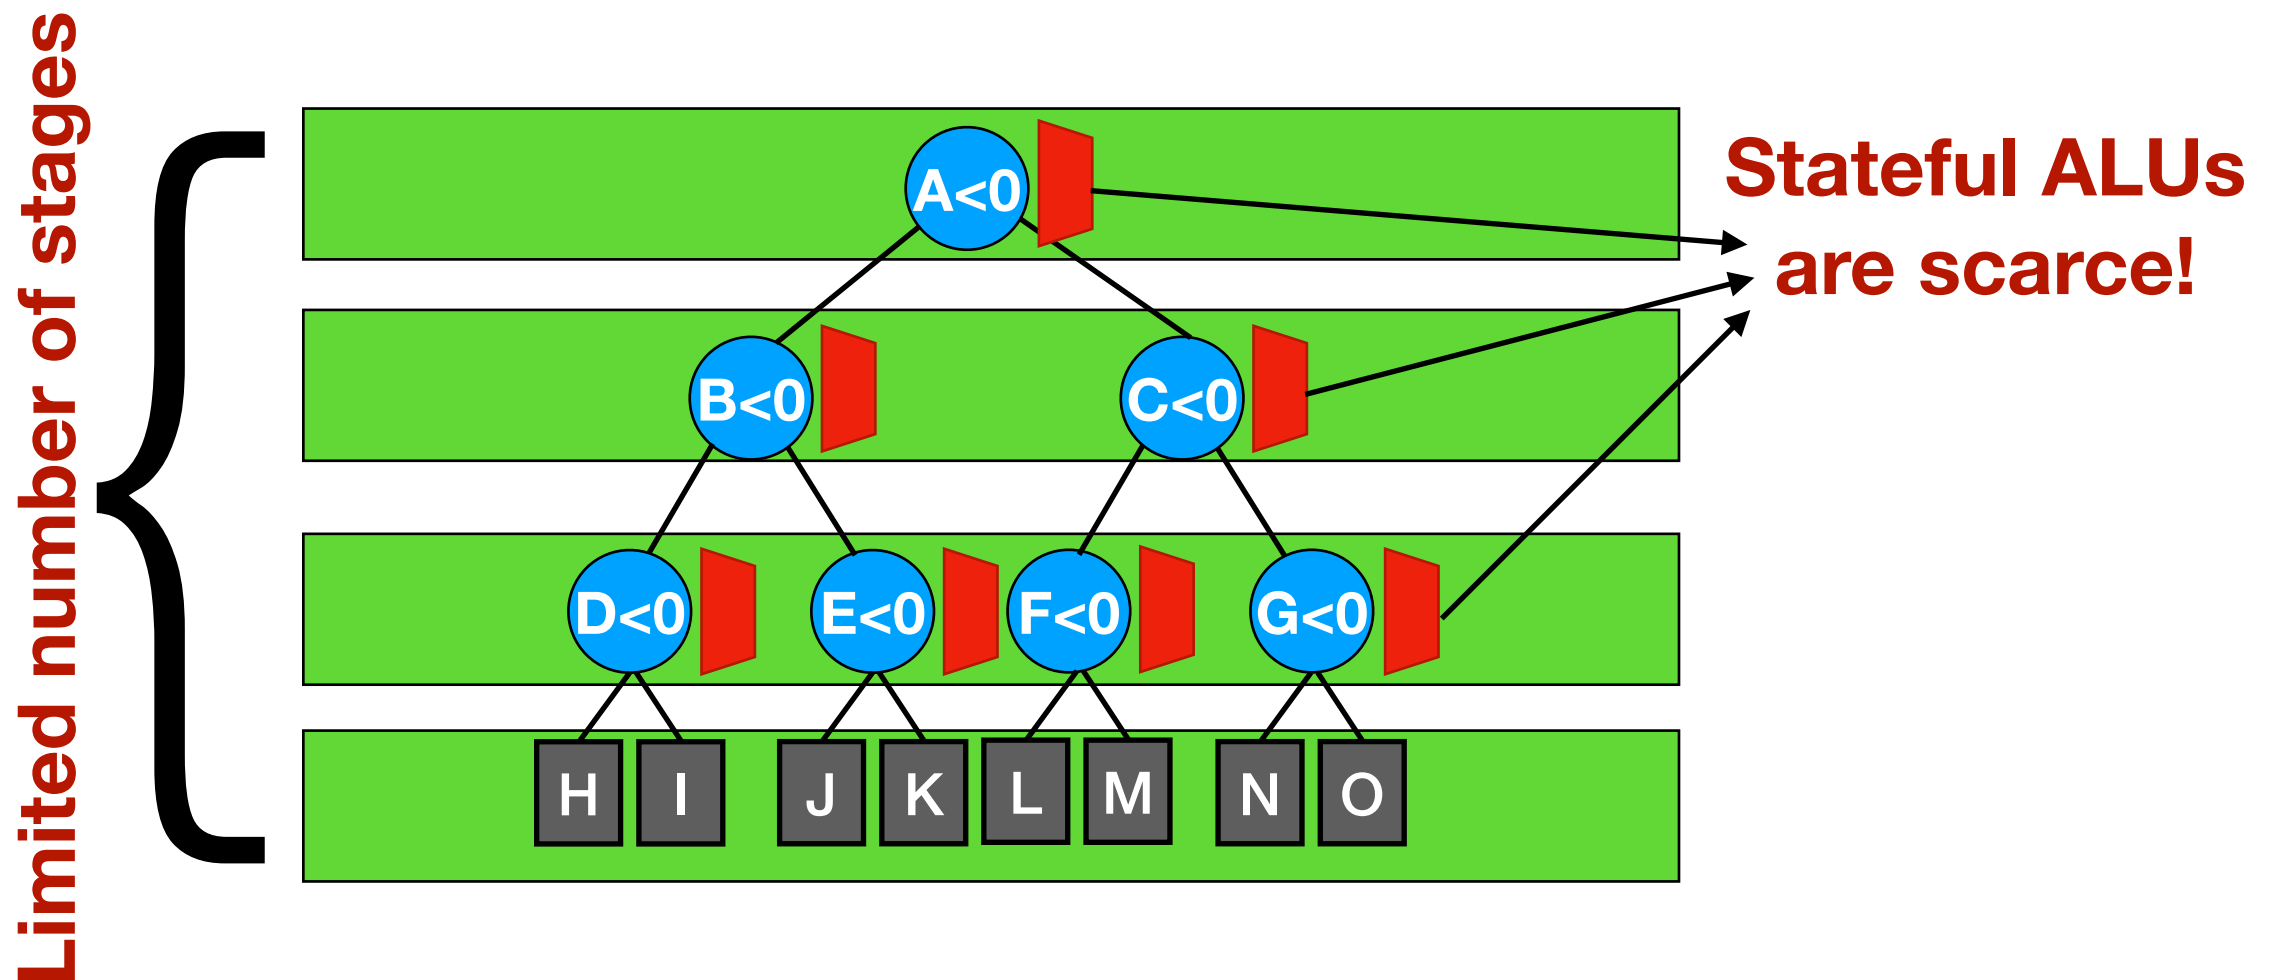 Limited number of stages
A<0
Stateful ALUs
are scarce!
B<0 C<0
D<0 E<0 F<0 G<0
H I J K L M N O